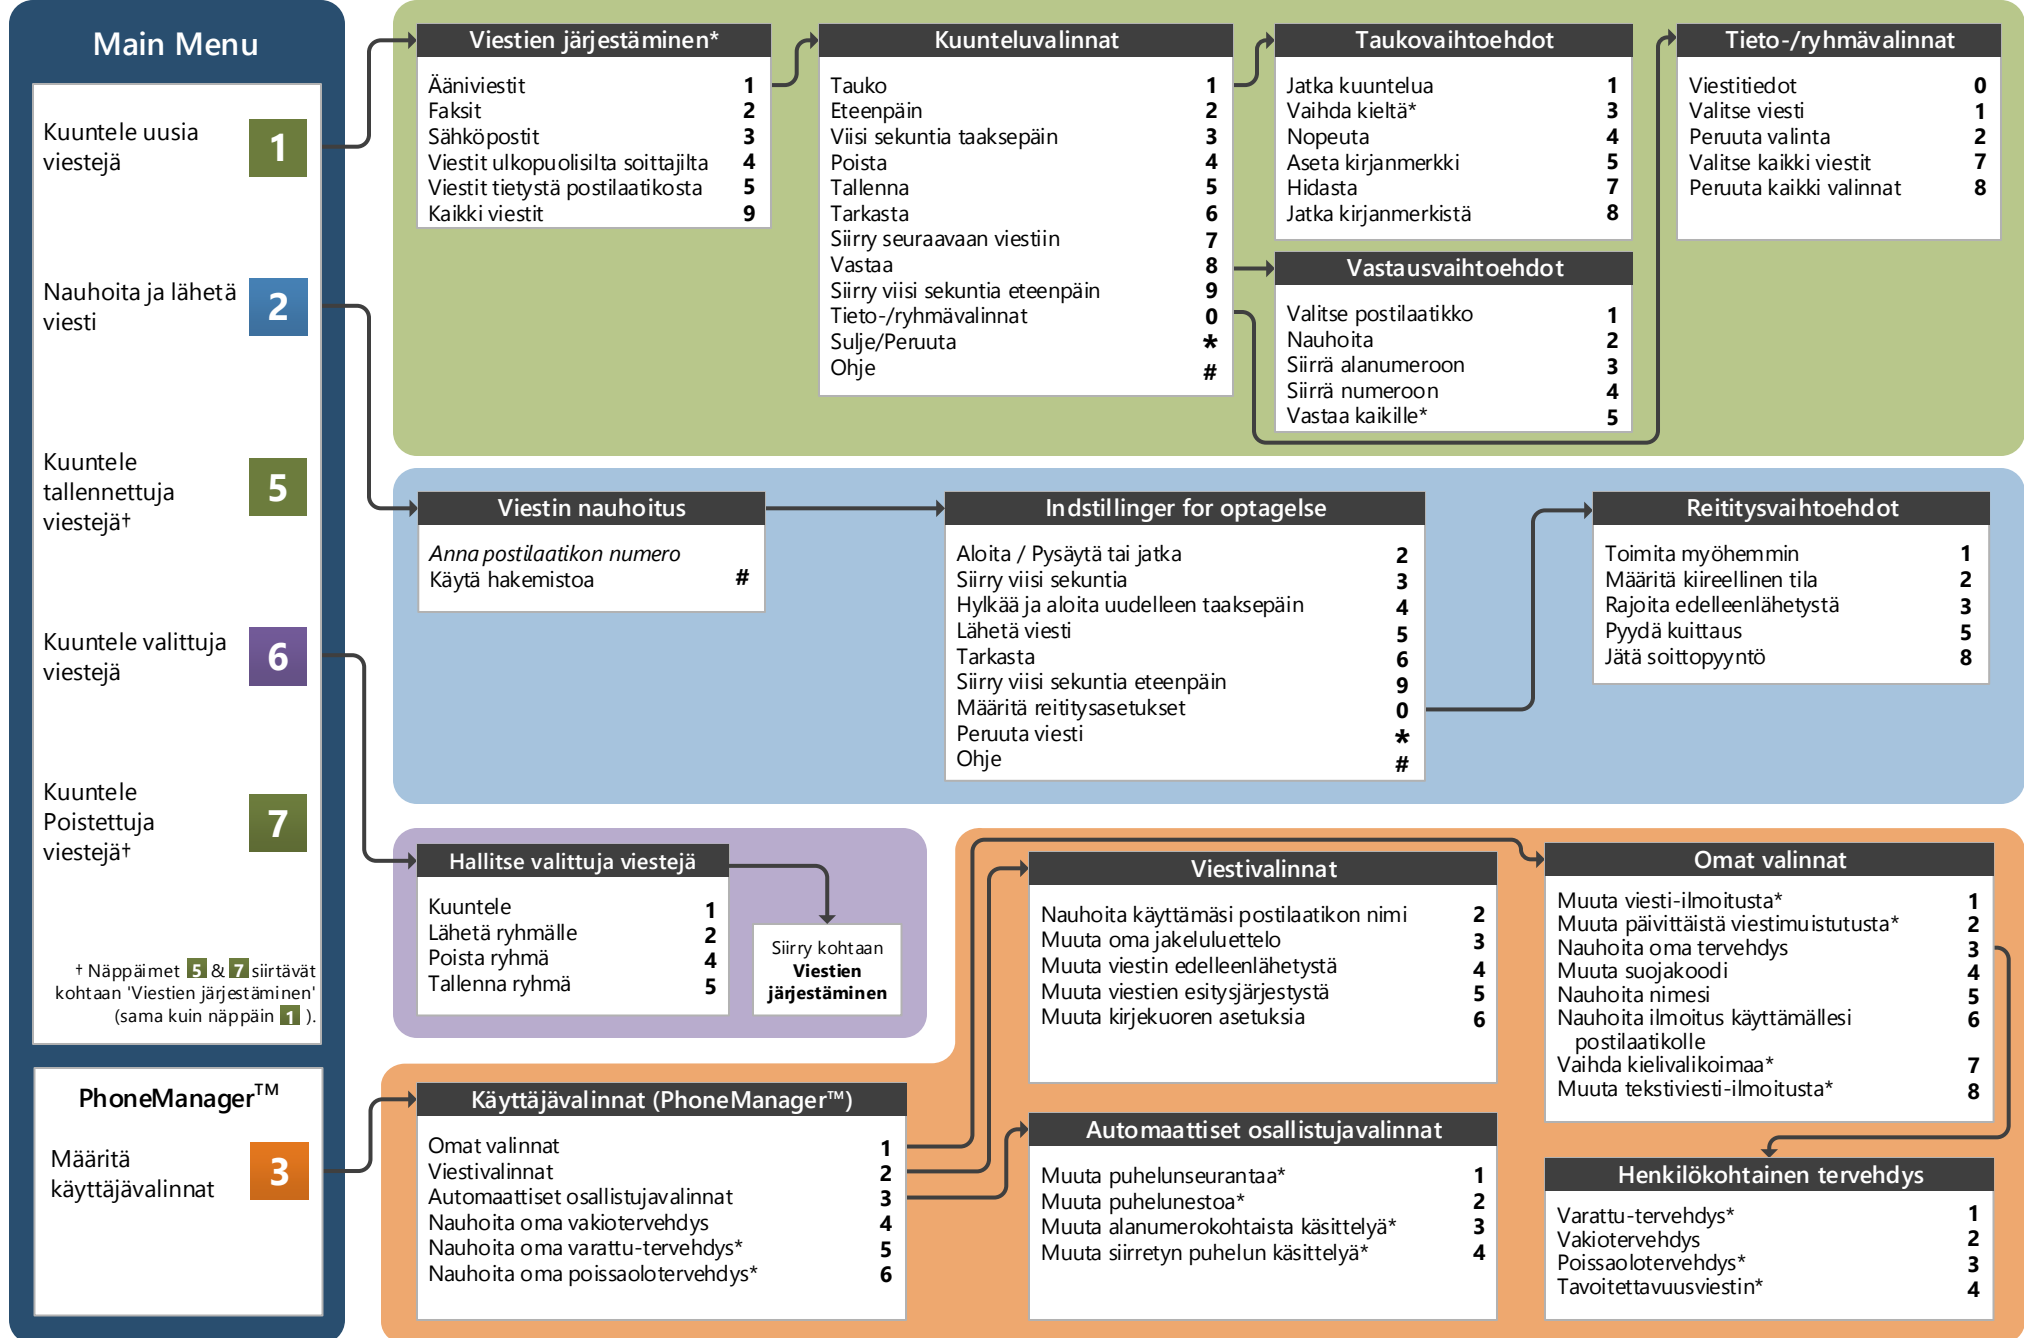 Main Menu
Kuuntele uusia
viestejä
1
Nauhoita ja lähetä
viesti
2
Kuuntele
tallennettuja
viestejä†
5
Kuuntele valittuja
viestejä
6
Kuuntele
Poistettuja
viestejä†
7
† Näppäimet 5 & 7 siirtävät
kohtaan 'Viestien järjestäminen'
(sama kuin näppäin 1 ).
PhoneManager™
Määritä
käyttäjävalinnat
3
Viestien järjestäminen*
Ääniviestit 1
Faksit 2
Sähköpostit 3
Viestit ulkopuolisilta soittajilta 4
Viestit tietystä postilaatikosta 5
Kaikki viestit 9
Kuunteluvalinnat
Tauko 1
Eteenpäin 2
Viisi sekuntia taaksepäin 3
Poista 4
Tallenna 5
Tarkasta 6
Siirry seuraavaan viestiin 7
Vastaa 8
Siirry viisi sekuntia eteenpäin 9
Tieto-/ryhmävalinnat 0
Sulje/Peruuta *
Ohje #
Taukovaihtoehdot
Jatka kuuntelua 1
Vaihda kieltä* 3
Nopeuta 4
Aseta kirjanmerkki 5
Hidasta 7
Jatka kirjanmerkistä 8
Vastausvaihtoehdot
Valitse postilaatikko 1
Nauhoita 2
Siirrä alanumeroon 3
Siirrä numeroon 4
Vastaa kaikille* 5
Tieto-/ryhmävalinnat
Viestitiedot 0
Valitse viesti 1
Peruuta valinta 2
Valitse kaikki viestit 7
Peruuta kaikki valinnat 8
Viestin nauhoitus
Anna postilaatikon numero
Käytä hakemistoa #
Indstillinger for optagelse
Aloita / Pysäytä tai jatka 2
Siirry viisi sekuntia 3
Hylkää ja aloita uudelleen taaksepäin 4
Lähetä viesti 5
Tarkasta 6
Siirry viisi sekuntia eteenpäin 9
Määritä reititysasetukset 0
Peruuta viesti *
Ohje #
Reititysvaihtoehdot
Toimita myöhemmin 1
Määritä kiireellinen tila 2
Rajoita edelleenlähetystä 3
Pyydä kuittaus 5
Jätä soittopyyntö 8
Hallitse valittuja viestejä
Kuuntele 1
Lähetä ryhmälle 2
Poista ryhmä 4
Tallenna ryhmä 5
Siirry kohtaan
Viestien
järjestäminen
Käyttäjävalinnat (PhoneManager™)
Omat valinnat 1
Viestivalinnat 2
Automaattiset osallistujavalinnat 3
Nauhoita oma vakiotervehdys 4
Nauhoita oma varattu-tervehdys* 5
Nauhoita oma poissaolotervehdys* 6
Viestivalinnat
Nauhoita käyttämäsi postilaatikon nimi 2
Muuta oma jakeluluettelo 3
Muuta viestin edelleenlähetystä 4
Muuta viestien esitysjärjestystä 5
Muuta kirjekuoren asetuksia 6
Automaattiset osallistujavalinnat
Muuta puhelunseurantaa* 1
Muuta puhelunestoa* 2
Muuta alanumerokohtaista käsittelyä* 3
Muuta siirretyn puhelun käsittelyä* 4
Omat valinnat
Muuta viesti-ilmoitusta* 1
Muuta päivittäistä viestimuistutusta* 2
Nauhoita oma tervehdys 3
Muuta suojakoodi 4
Nauhoita nimesi 5
Nauhoita ilmoitus käyttämällesi 6
postilaatikolle
Vaihda kielivalikoimaa* 7
Muuta tekstiviesti-ilmoitusta* 8
Henkilökohtainen tervehdys
Varattu-tervehdys* 1
Vakiotervehdys 2
Poissaolotervehdys* 3
Tavoitettavuusviestin* 4